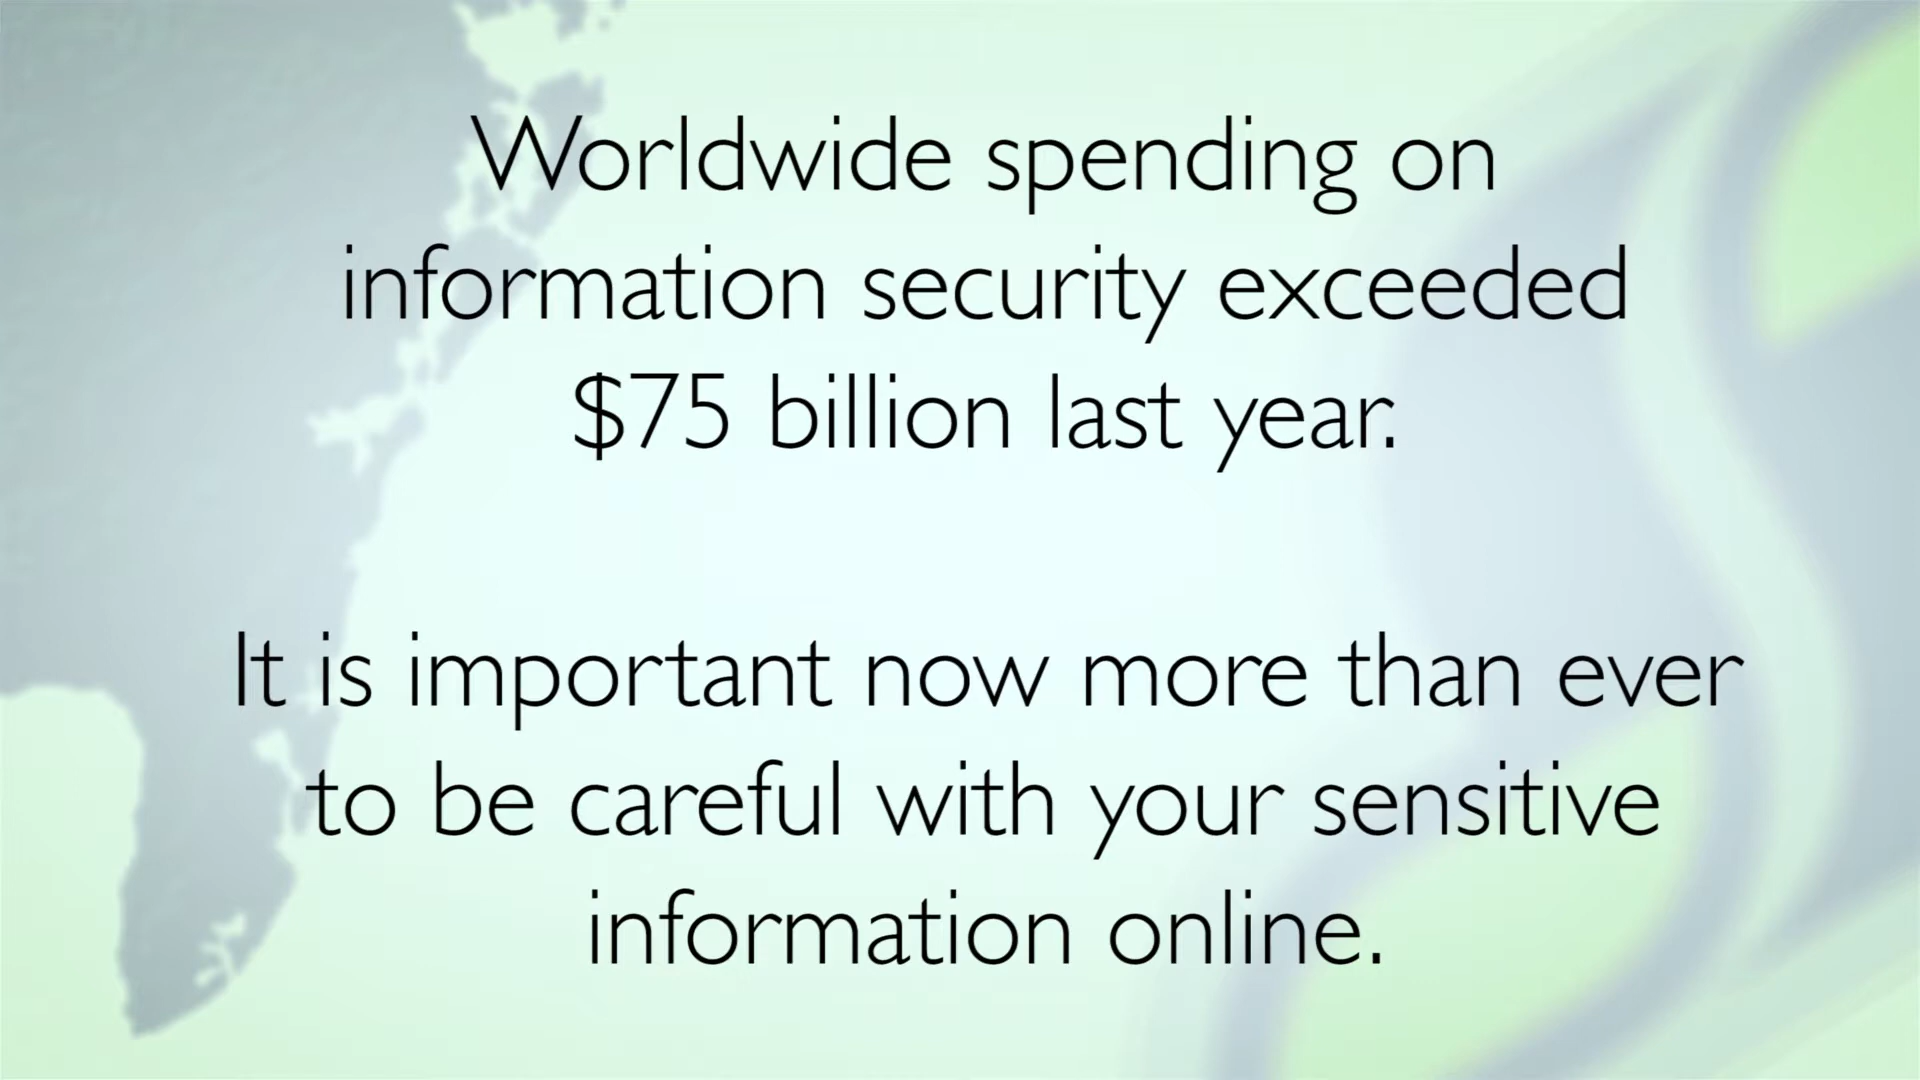 Worldwide spending on
information security exceeded
$75 billion last year.
It is important now more than ever
to be careful with your sensitive
information online.